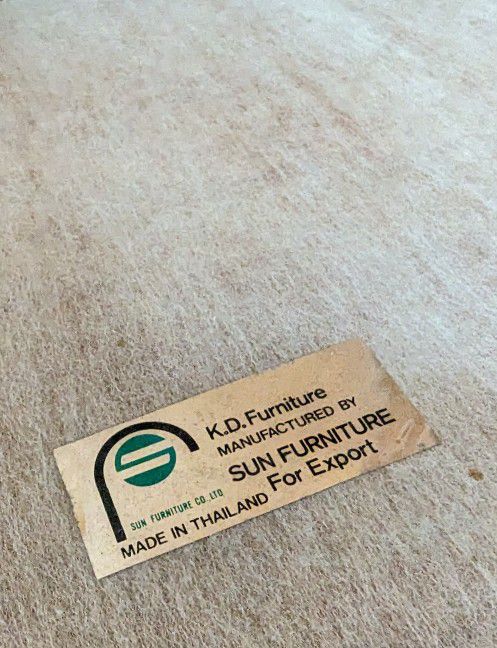 K.D.Furniture
MANUFACTURED BY
SUN FURNITURE
For Export
SUN FURNITURE CO.,LTD.
MADE IN THAILAND